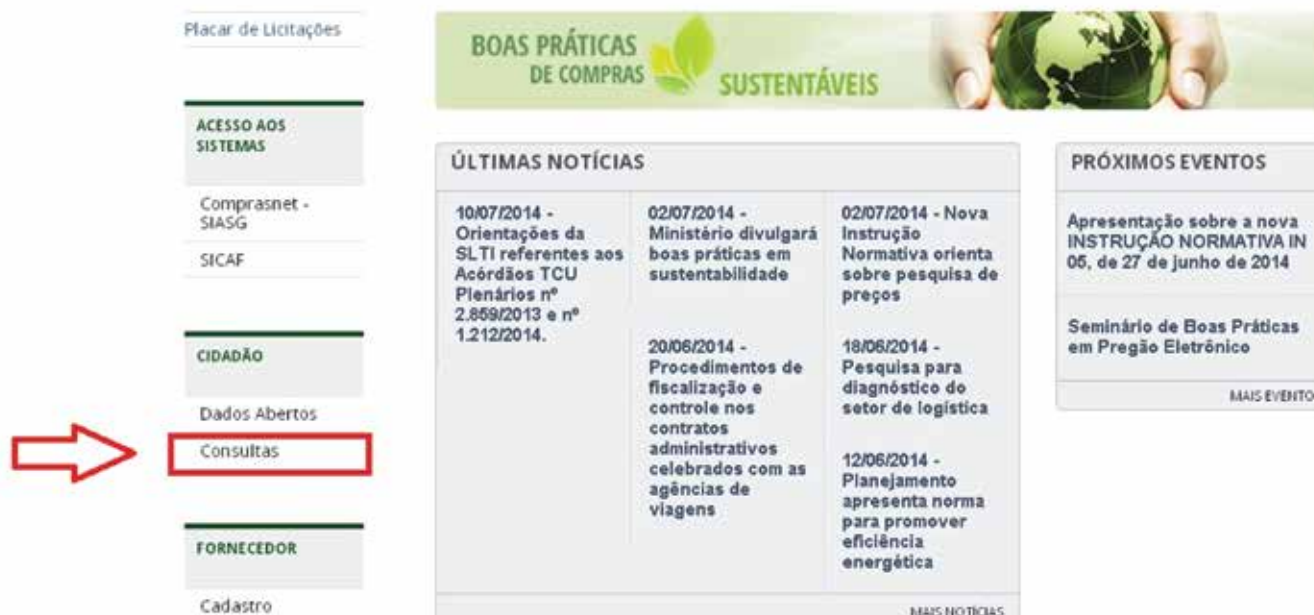 Placar de Licitações
ACESSO AOS
SISTEMAS
Comprasnet -
SIASG
SICAF
CIDADÃO
Dados Abertos
Consultas
FORNECEDOR
Cadastro
BOAS PRÁTICAS
DE COMPRAS
SUSTENTÁVEIS
ÚLTIMAS NOTÍCIAS
10/07/2014 -
Orientações da
SLTI referentes aos
Acórdãos TCU
Plenários nº
2.859/2013 e nº
1.212/2014.
02/07/2014 -
Ministério divulgará
boas práticas em
sustentabilidade
20/06/2014 -
Procedimentos de
fiscalização e
controle nos
contratos
administrativos
celebrados com as
agências de
viagens
02/07/2014 - Nova
Instrução
Normativa orienta
sobre pesquisa de
preços
18/06/2014 -
Pesquisa para
diagnóstico do
setor de logística
12/06/2014 -
Planejamento
apresenta norma
para promover
eficiência
energética
MAIS NOTÍCIAS
PRÓXIMOS EVENTOS
Apresentação sobre a nova
INSTRUÇÃO NORMATIVA IN
05, de 27 de junho de 2014
Seminário de Boas Práticas
em Pregão Eletrônico
MAIS EVENTO